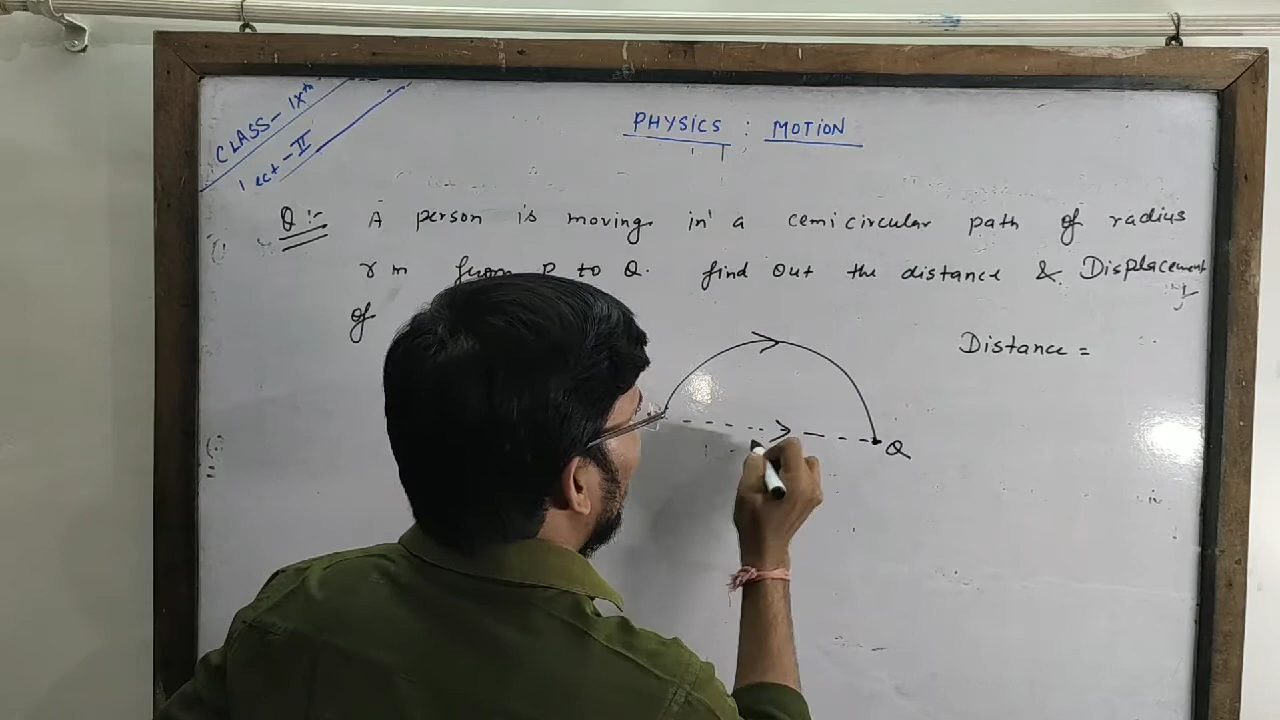 CLASS-IXth
Lect-II
PHYSICS : MOTION
Q:- A person is moving in a cemicircular path of radius
r m from P to Q. find out the distance & Displacement
of
Distance =
Q